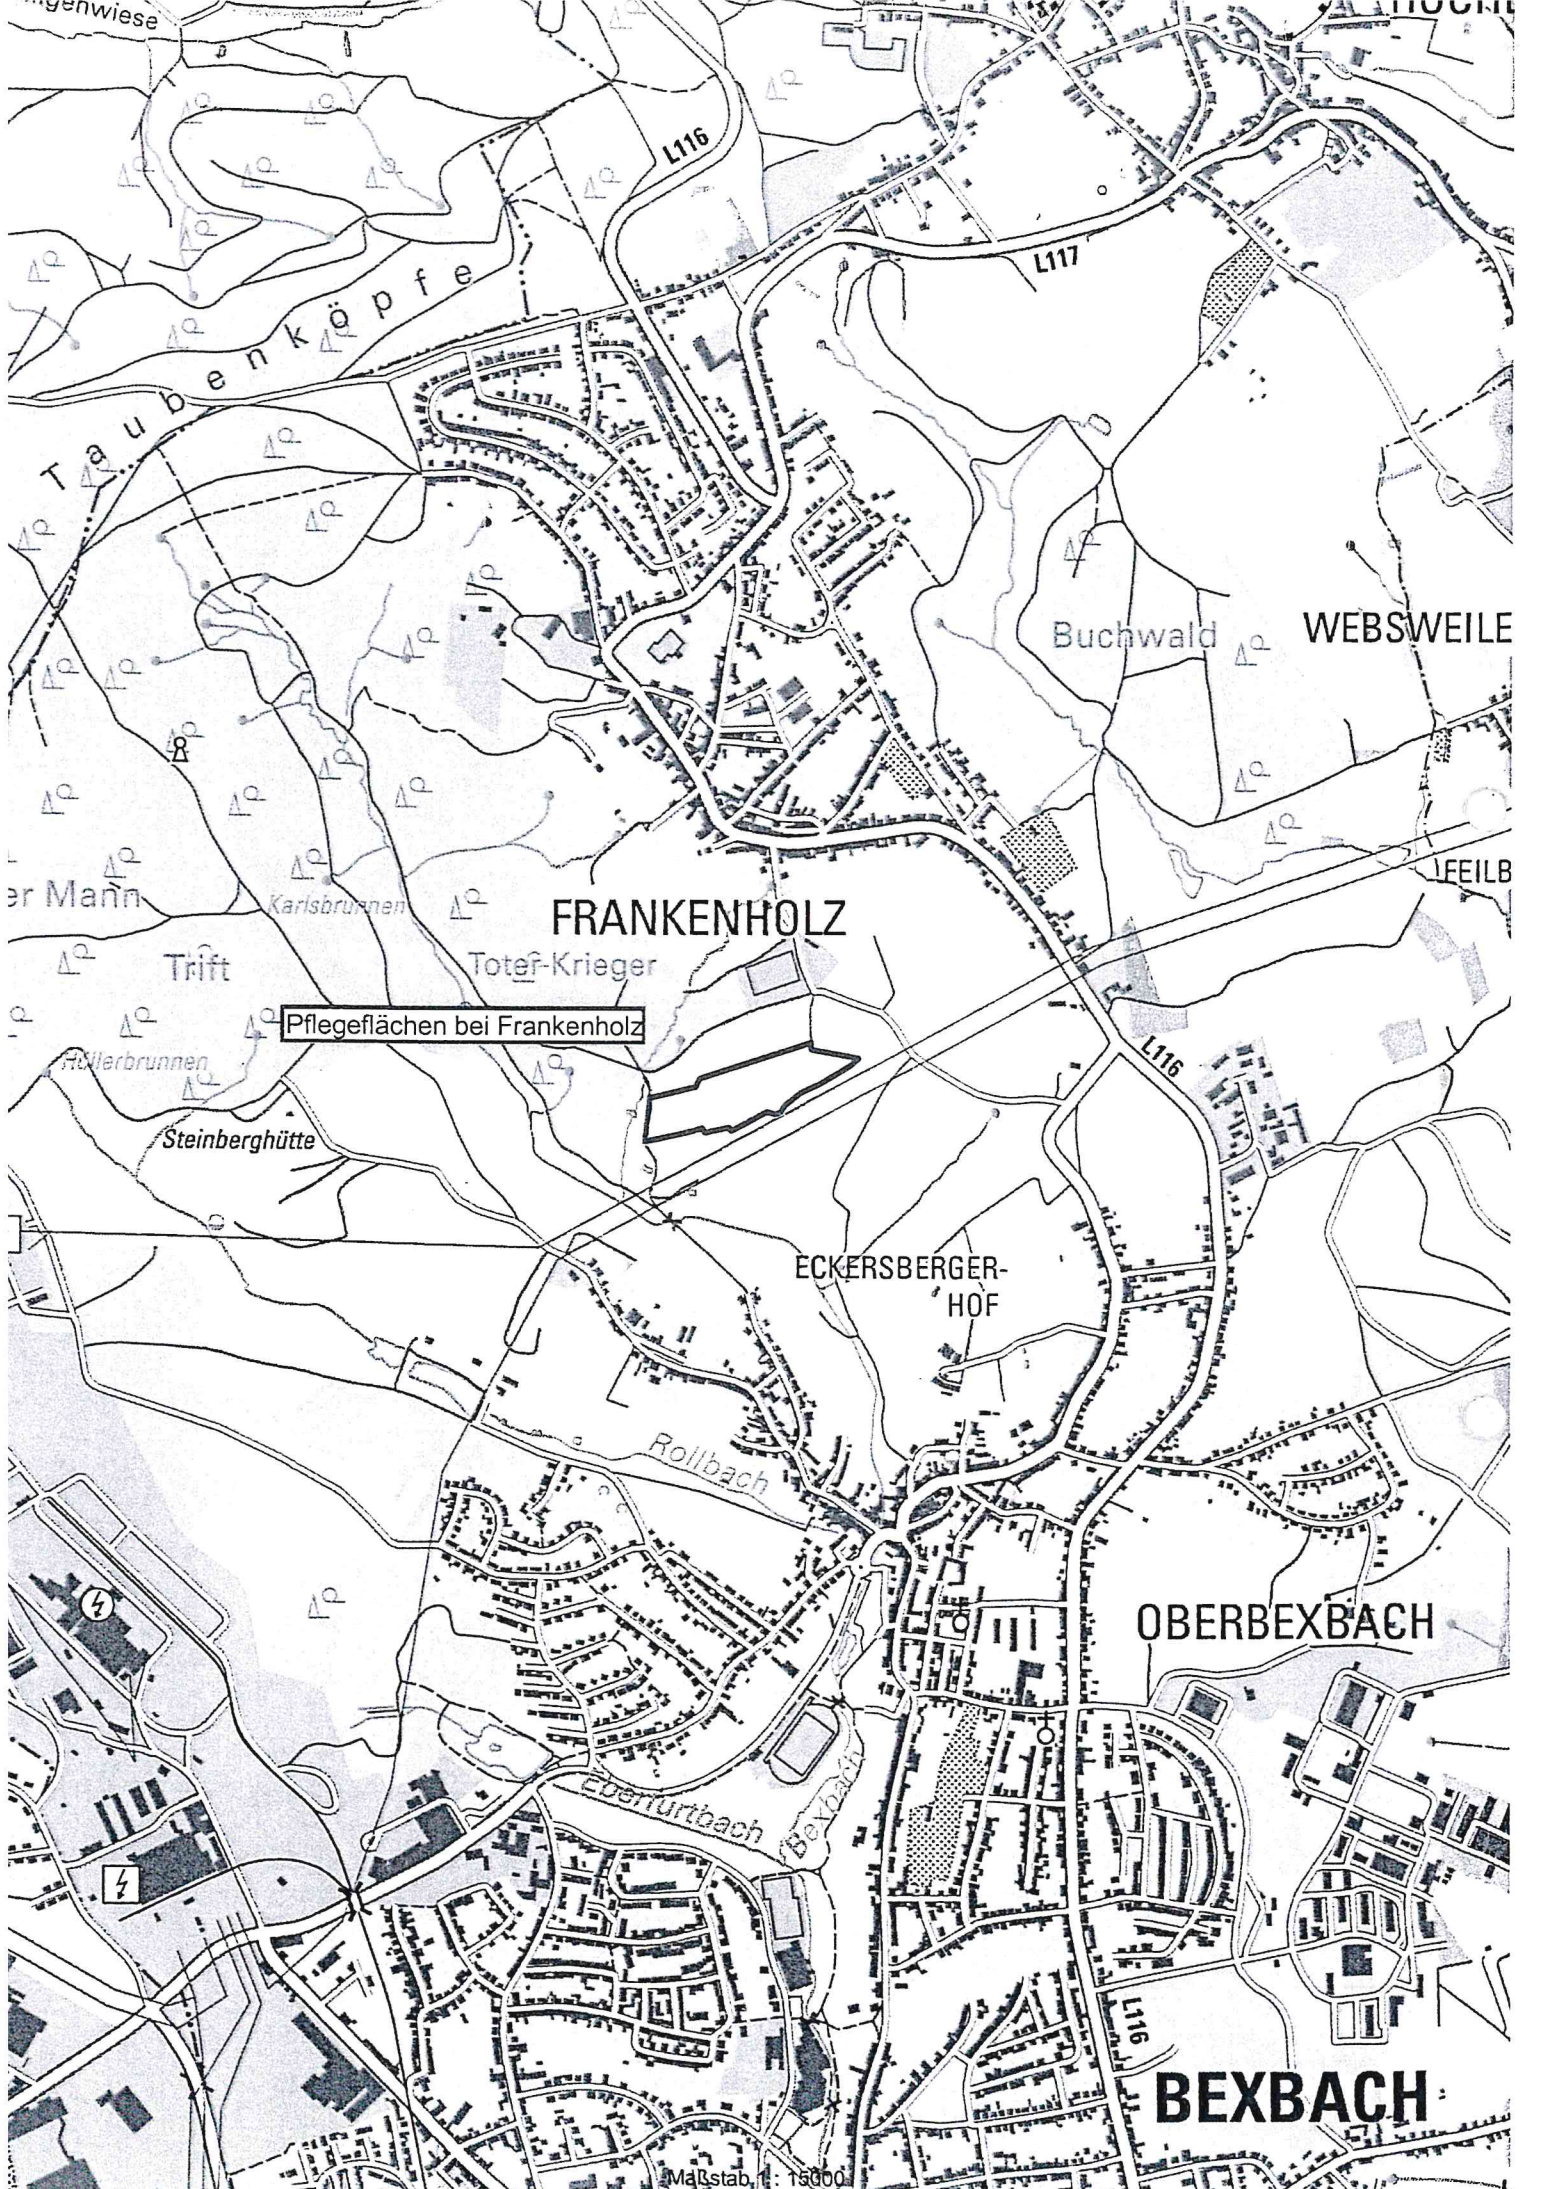 L116
L117
Taubenköpfe
Buchwald
WEBSWEILE
er Mann
Karlsbrunnen
FRANKENHOLZ
Trift
Toter-Krieger
Pflegeflächen bei Frankenholz
L116
FEILB
Steinberghütte
ECKERSBERGER-
HOF
Rollbach
OBERBEXBACH
Eberfurtbach
Bexbach
L116
BEXBACH
Maßstab 1 : 15000